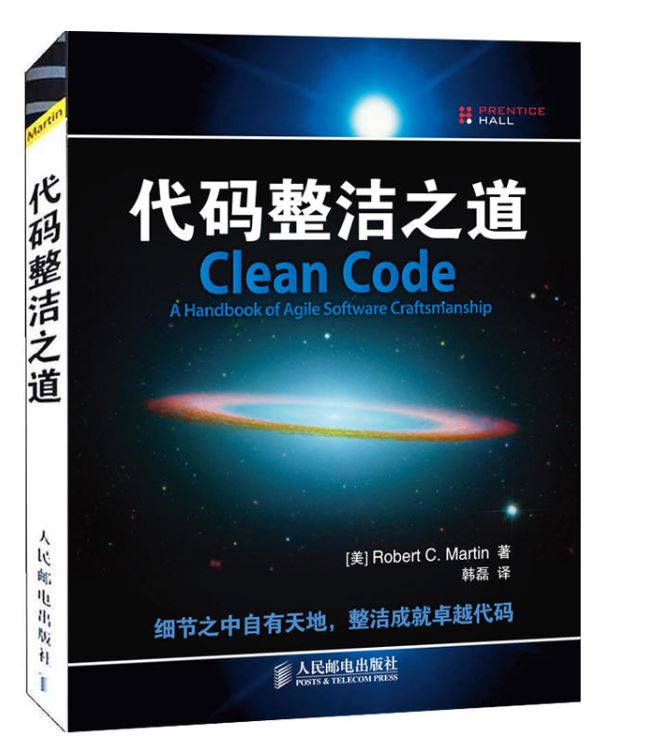 Martin
代码整洁之道
人民邮电出版社
PRENTICE
HALL
代码整洁之道
Clean Code
A Handbook of Agile Software Craftsmanship
[美] Robert C. Martin 著
韩磊 译
细节之中自有天地，整洁成就卓越代码
人民邮电出版社
POSTS & TELECOM PRESS